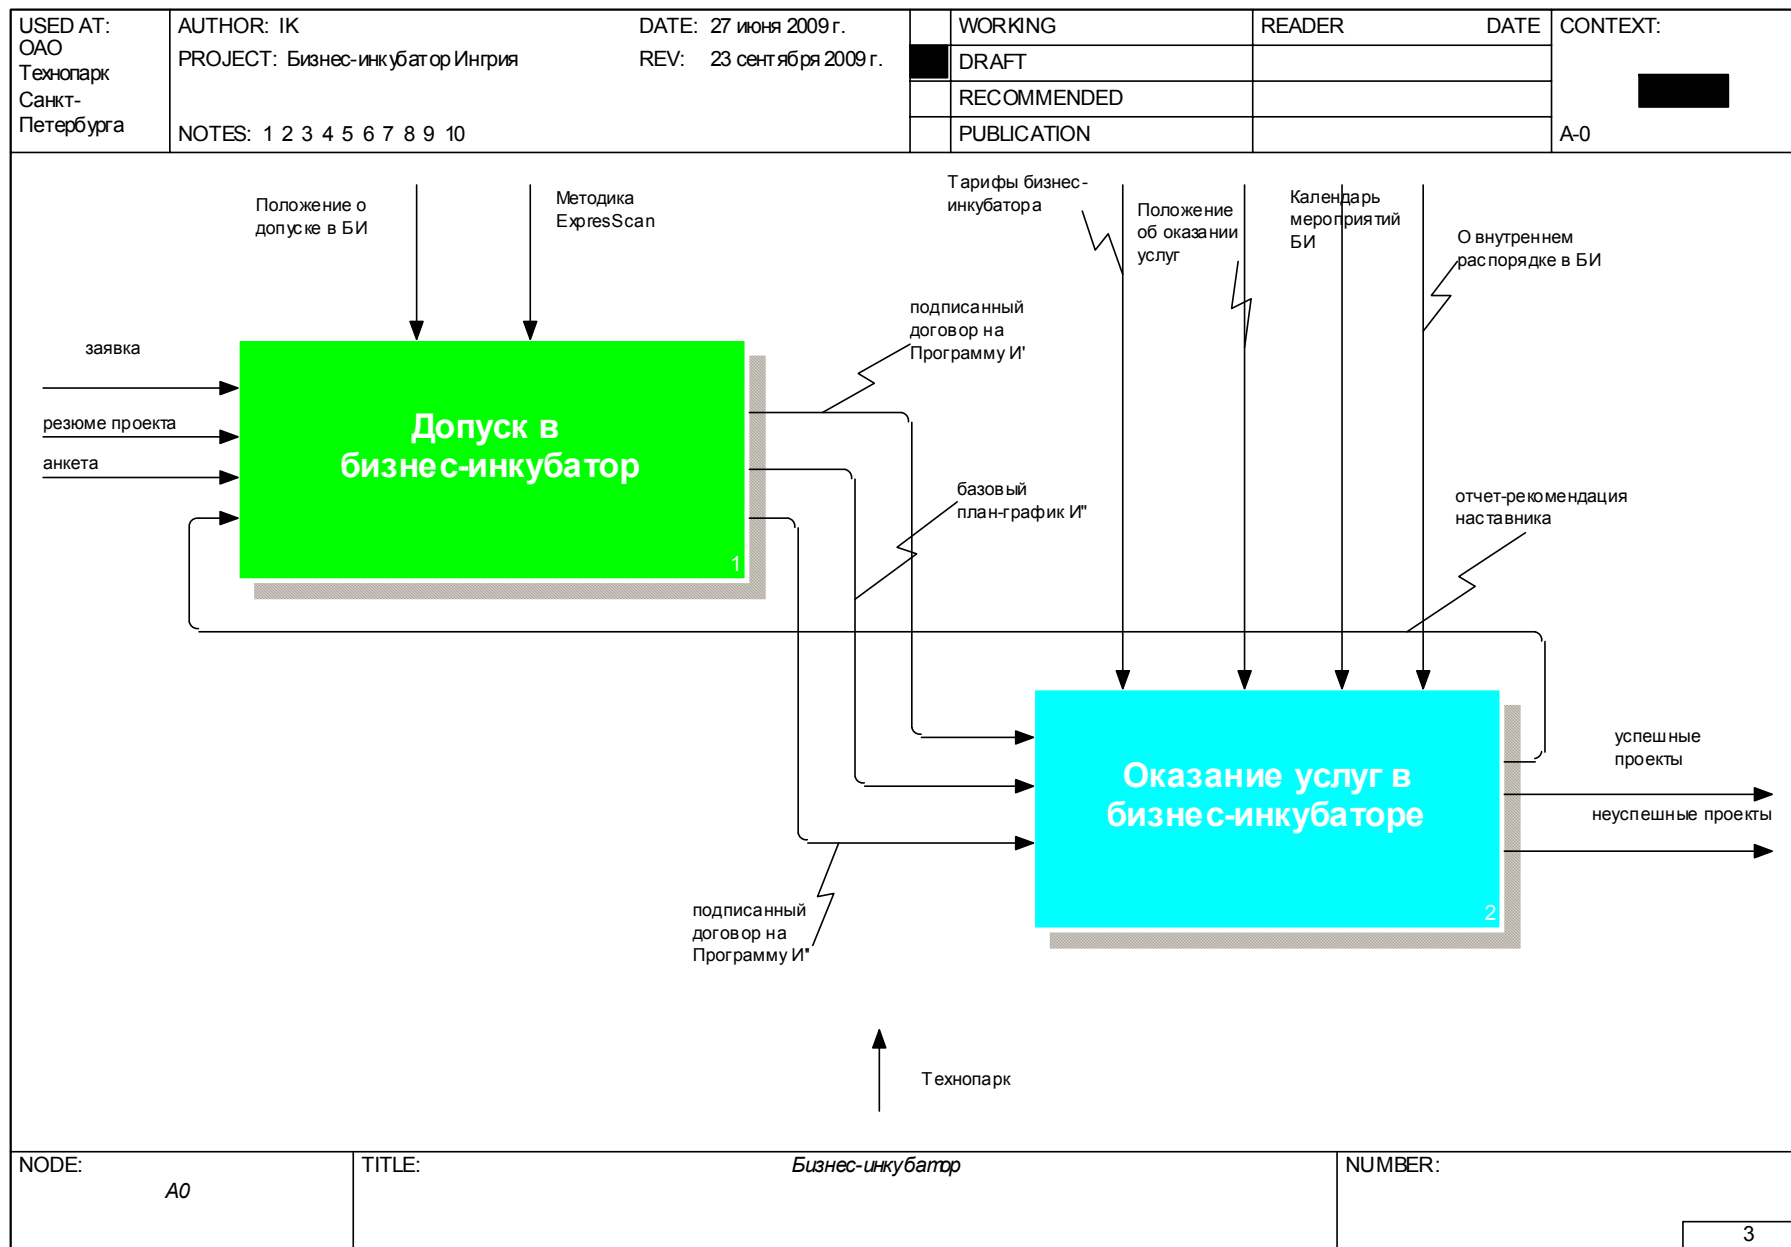 USED AT:
ОАО
Технопарк
Санкт-
Петербурга
AUTHOR: IK
DATE: 27 июня 2009 г.
PROJECT: Бизнес-инкубатор Ингрия
REV: 23 сентября 2009 г.
NOTES: 1 2 3 4 5 6 7 8 9 10
WORKING
DRAFT
RECOMMENDED
PUBLICATION
READER DATE
CONTEXT:
A-0
Положение о
допуске в БИ
Методика
ExpresScan
Тарифы бизнес-
инкубатора
Положение
об оказании
услуг
Календарь
мероприятий
БИ
О внутреннем
распорядке в БИ
заявка
резюме проекта
анкета
Допуск в
бизнес-инкубатор
1
подписанный
договор на
Программу И'
базовый
план-график И"
отчет-рекомендация
наставника
Оказание услуг в
бизнес-инкубаторе
2
успешные
проекты
неуспешные проекты
подписанный
договор на
Программу И"
Технопарк
NODE:
A0
TITLE:
Бизнес-инкубатор
NUMBER:
3